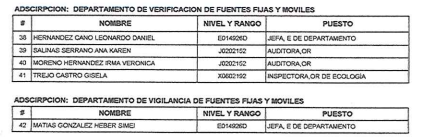 ADSCRIPCION: DEPARTAMENTO DE VERIFICACION DE FUENTES FIJAS Y MOVILES
# NOMBRE NIVEL Y RANGO PUESTO
38 HERNANDEZ CANO LEONARDO DANIEL E014926D JEFA, E DE DEPARTAMENTO
39 SALINAS SERRANO ANA KAREN J0202152 AUDITORA,OR
40 MORENO HERNANDEZ IRMA VERONICA J0202152 AUDITORA,OR
41 TREJO CASTRO GISELA X0602192 INSPECTORA,OR DE ECOLOGÍA
ADSCIRPCION: DEPARTAMENTO DE VIGILANCIA DE FUENTES FIJAS Y MOVILES
# NOMBRE NIVEL Y RANGO PUESTO
42 MATIAS GONZALEZ HEBER SIMEI E014926D JEFA, E DE DEPARTAMENTO